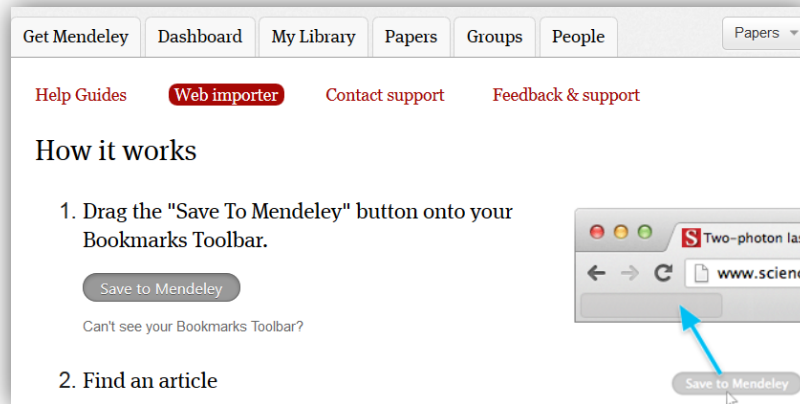 Get Mendeley Dashboard My Library Papers Groups People Papers
Help Guides Web importer Contact support Feedback & support
How it works
1. Drag the "Save To Mendeley" button onto your
Bookmarks Toolbar.
Save to Mendeley
Can't see your Bookmarks Toolbar?
2. Find an article
S Two-photon las
www.scienc
Save to Mendeley